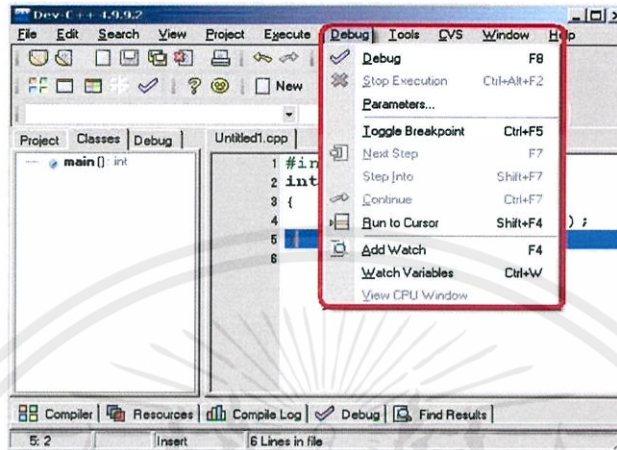 Dev-C++ 4.9.9.2
File Edit Search View Project Execute Debug Tools CVS Window Help
New
Project Classes Debug
Untitled1.cpp
main () : int
1 #in
2 int
3 {
4 ) ;
5
6
Debug F8
Stop Execution Ctrl+Alt+F2
Parameters...
Toggle Breakpoint Ctrl+F5
Next Step F7
Step Into Shift+F7
Continue Ctrl+F7
Run to Cursor Shift+F4
Add Watch F4
Watch Variables Ctrl+W
View CPU Window
Compiler Resources Compile Log Debug Find Results
5: 2 Insert 6 Lines in file